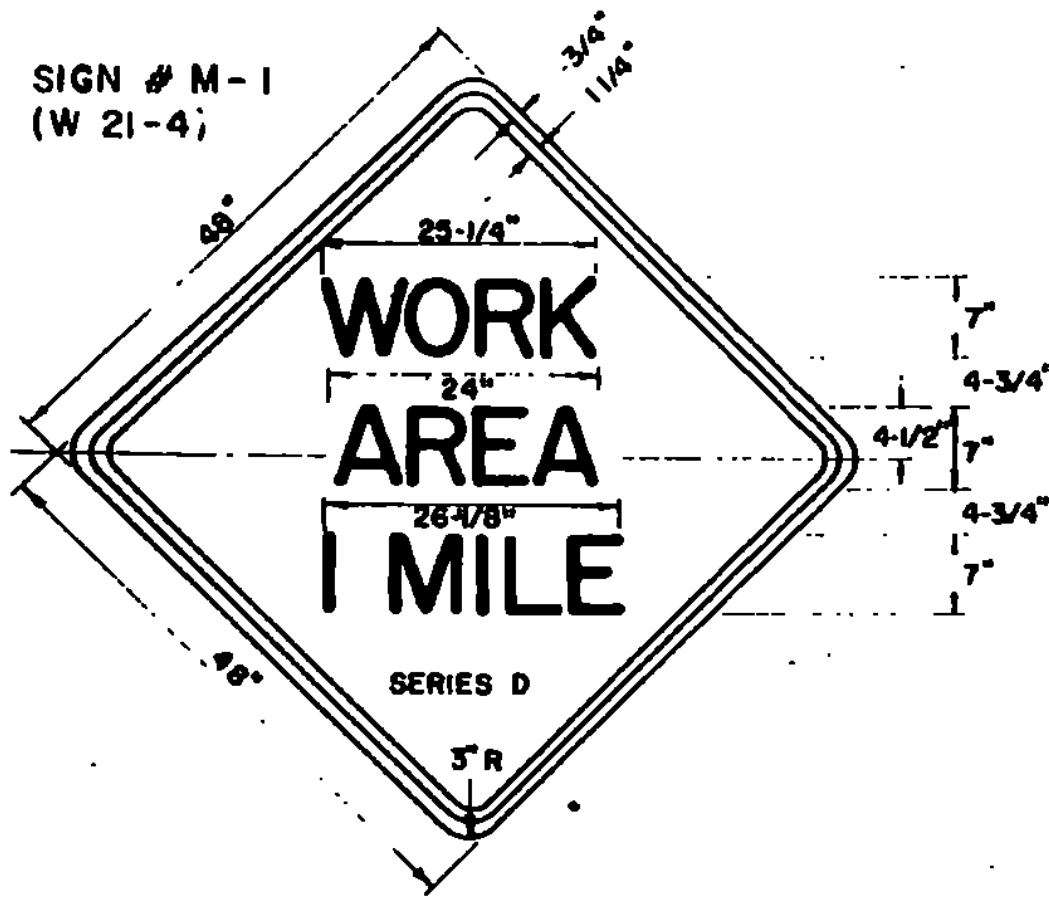 SIGN # M-1
(W 21-4)
3/4"
1 1/4"
48"
25-1/4"
WORK
7"
4-3/4"
24"
AREA
4-1/2"
7"
26-1/8"
4-3/4"
1 MILE
7"
48"
SERIES D
3" R